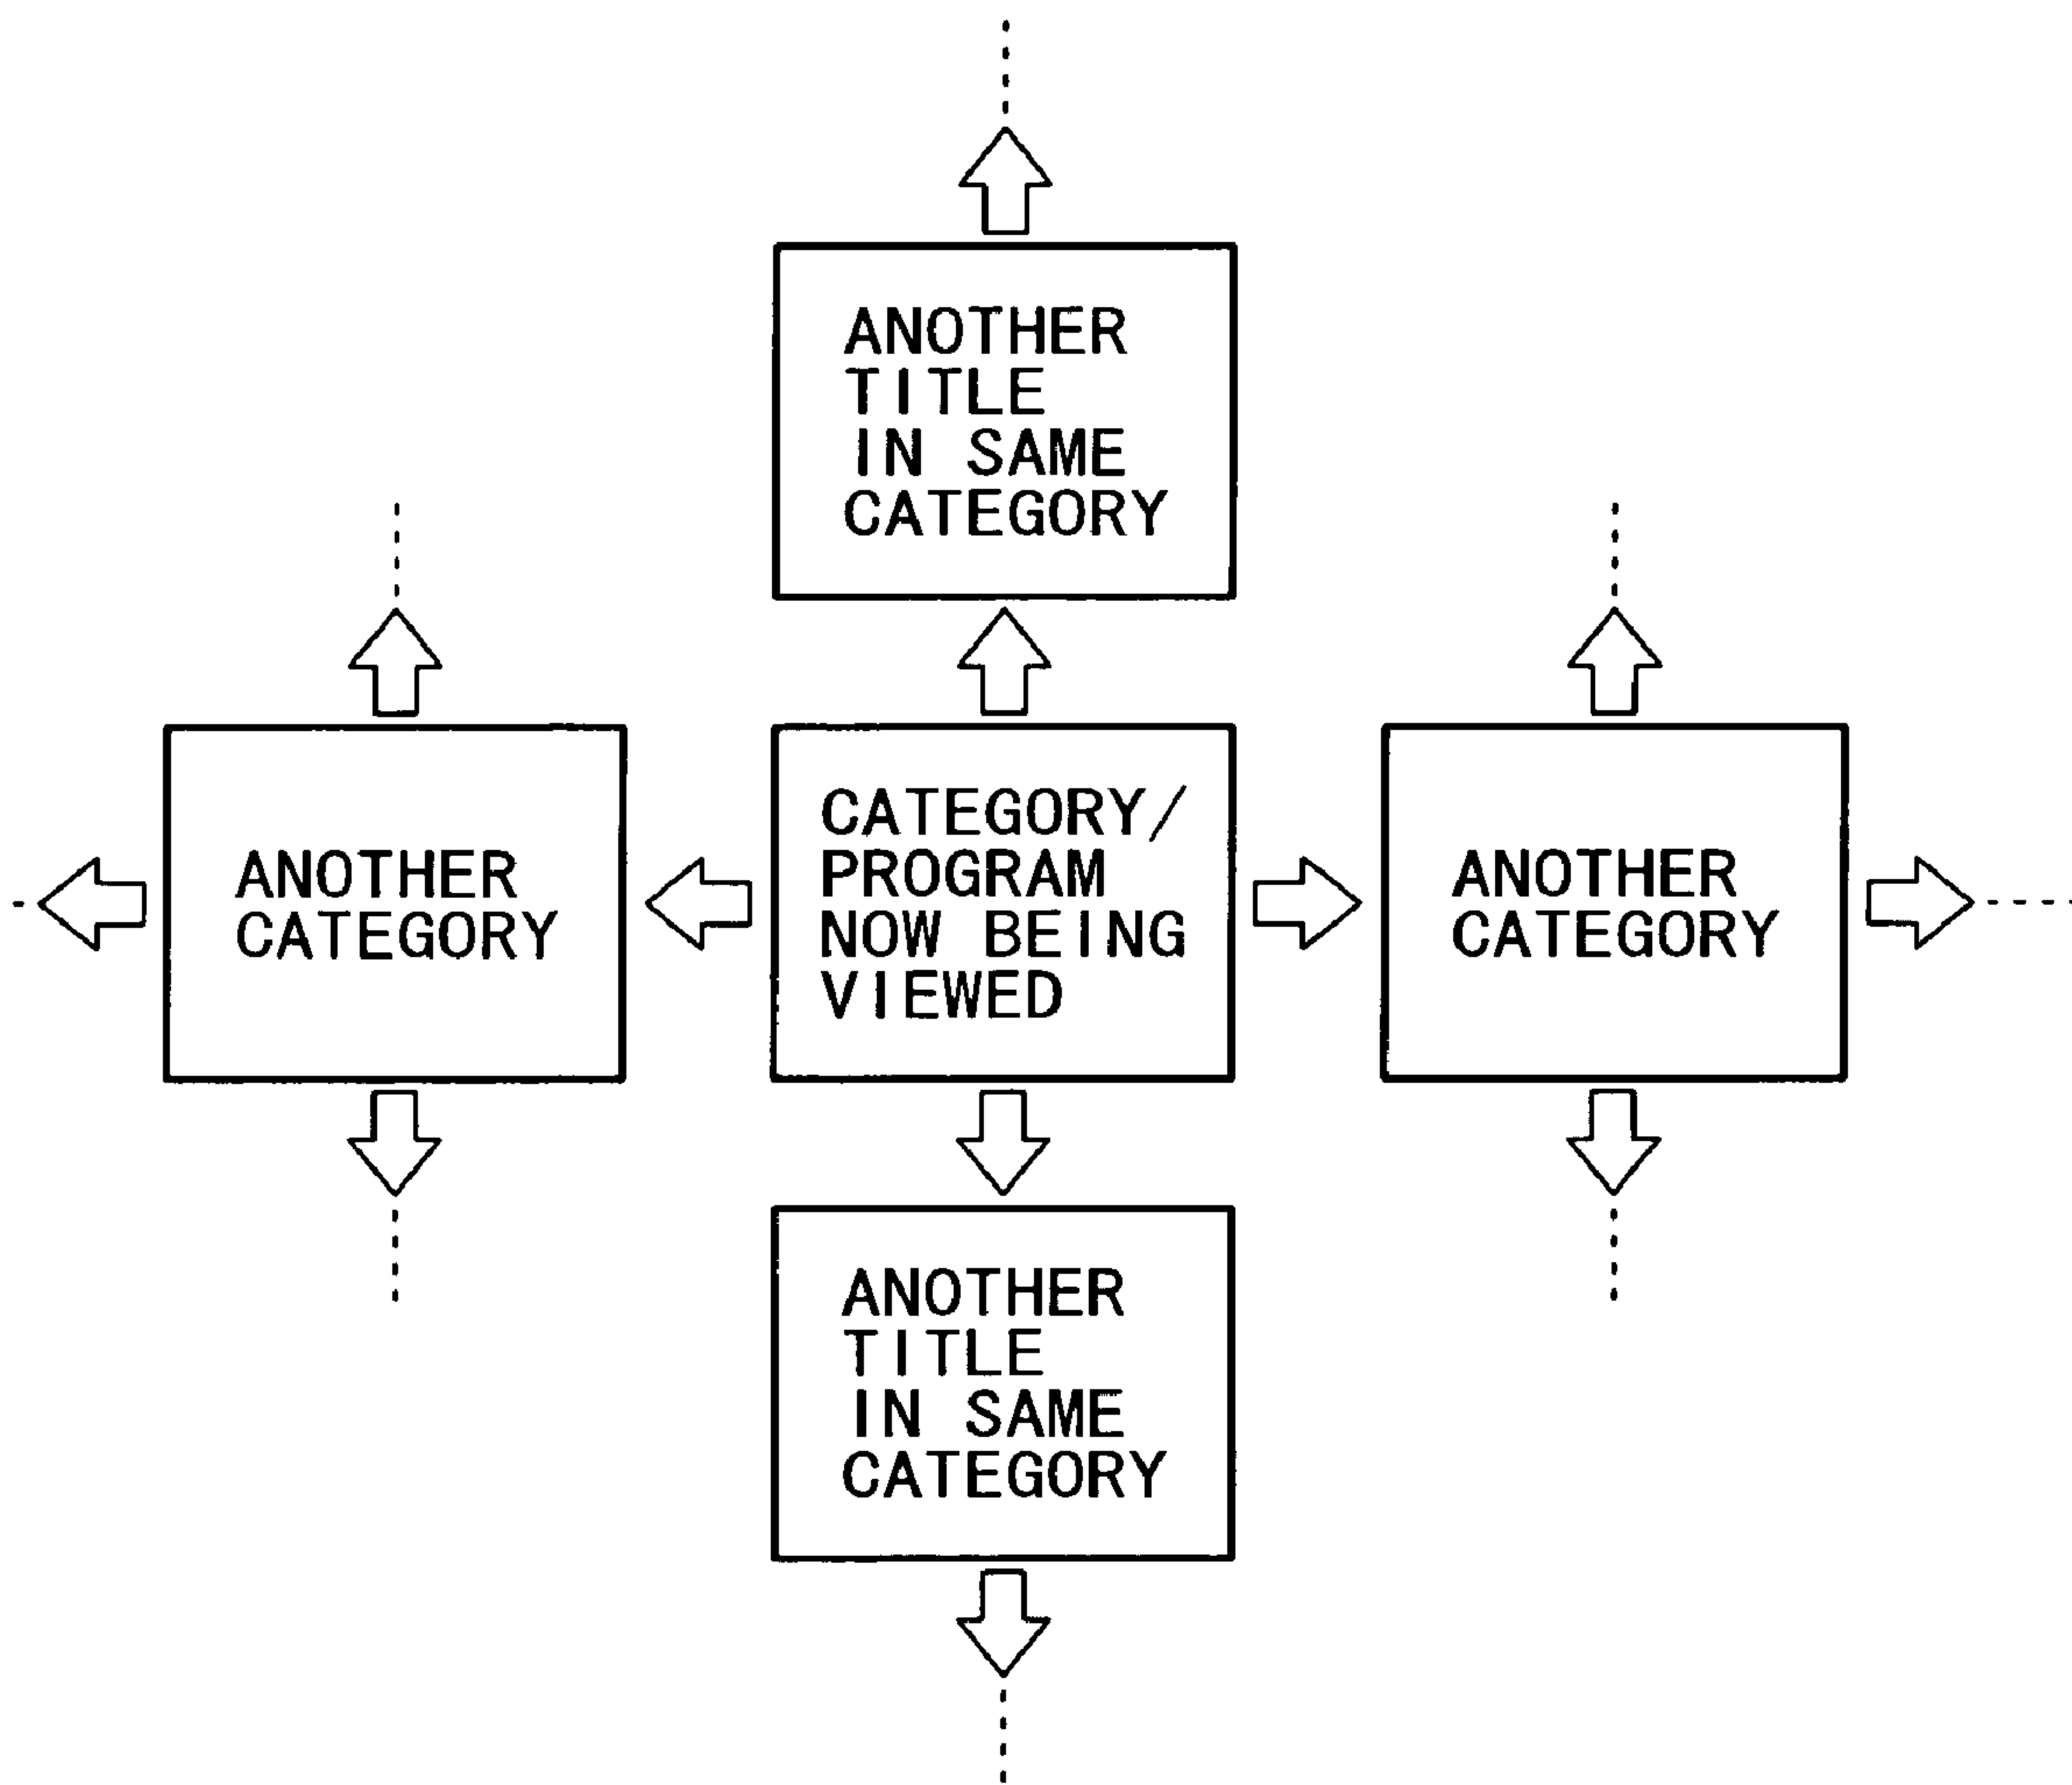 ANOTHER
TITLE
IN SAME
CATEGORY
ANOTHER
CATEGORY
CATEGORY/
PROGRAM
NOW BEING
VIEWED
ANOTHER
CATEGORY
ANOTHER
TITLE
IN SAME
CATEGORY